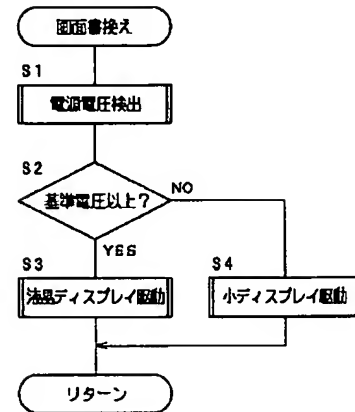 画面書換え
S1
電源電圧検出
S2
基準電圧以上?
NO
YES
S3
液晶ディスプレイ駆動
S4
小ディスプレイ駆動
リターン